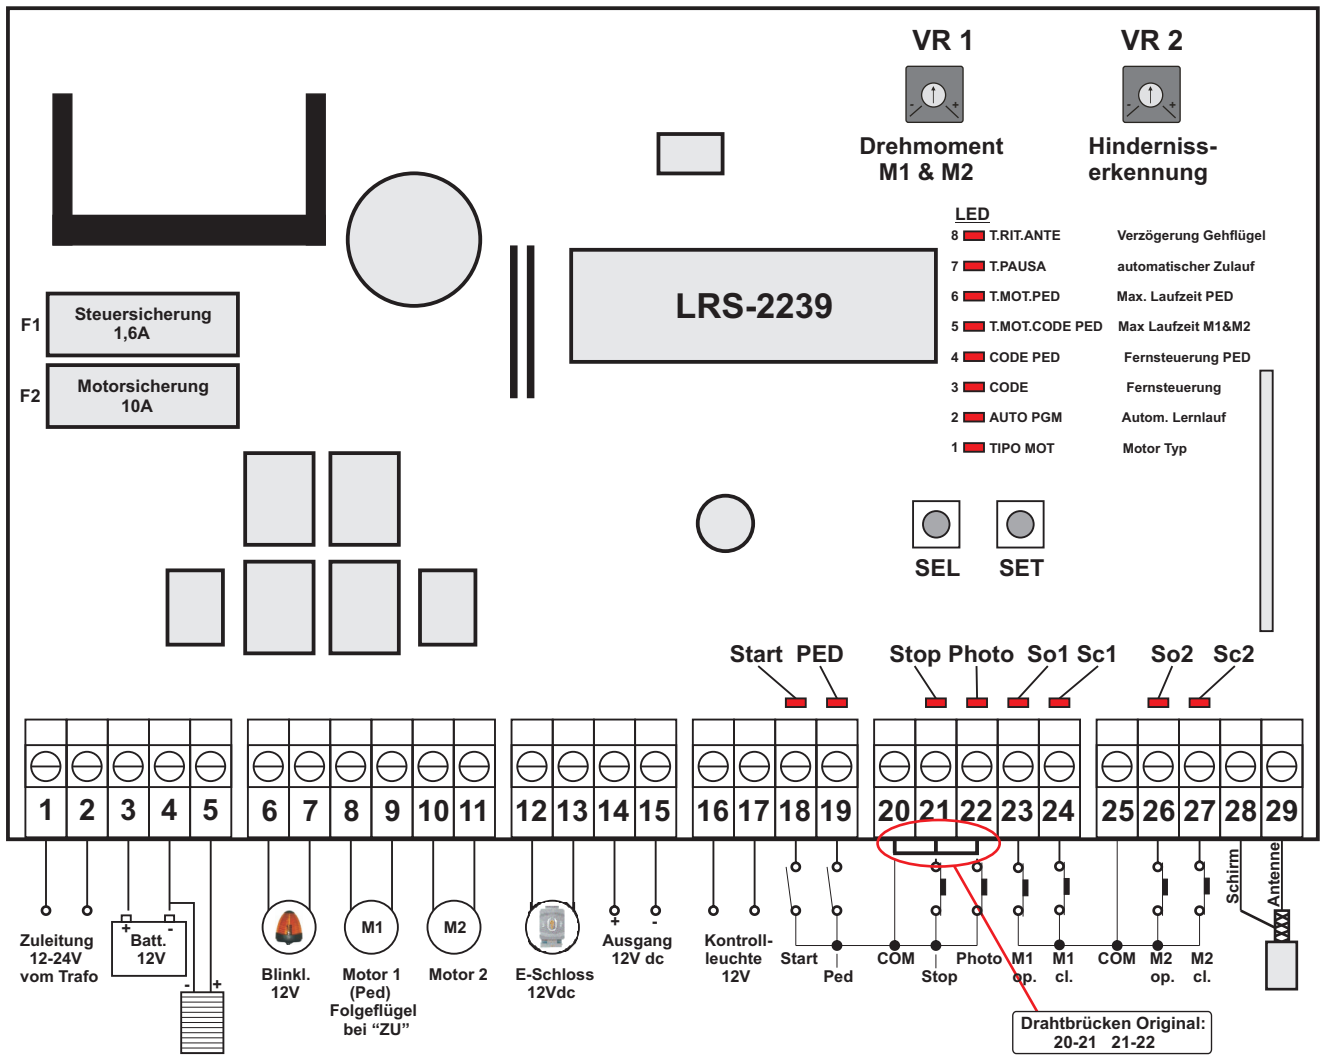 VR 1
VR 2
- +
- +
Drehmoment
M1 & M2
Hinderniss-
erkennung
LED
8 T.RIT.ANTE Verzögerung Gehflügel
7 T.PAUSA automatischer Zulauf
6 T.MOT.PED Max. Laufzeit PED
5 T.MOT.CODE PED Max Laufzeit M1&M2
4 CODE PED Fernsteuerung PED
3 CODE Fernsteuerung
2 AUTO PGM Autom. Lernlauf
1 TIPO MOT Motor Typ
LRS-2239
F1
Steuersicherung
1,6A
F2
Motorsicherung
10A
SEL SET
Start PED Stop Photo So1 Sc1 So2 Sc2
1 2 3 4 5 6 7 8 9 10 11 12 13 14 15 16 17 18 19 20 21 22 23 24 25 26 27 28 29
Schirm
Antenne
Zuleitung
12-24V
vom Trafo
+ -
Batt.
12V
- +
Blinkl.
12V
M1
Motor 1
(Ped)
Folgeflügel
bei “ZU”
M2
Motor 2
E-Schloss
12Vdc
+ -
Ausgang
12V dc
Kontroll-
leuchte
12V
Start
Ped
COM
Stop
Photo
M1
op.
M1
cl.
COM
M2
op.
M2
cl.
Drahtbrücken Original:
20-21 21-22